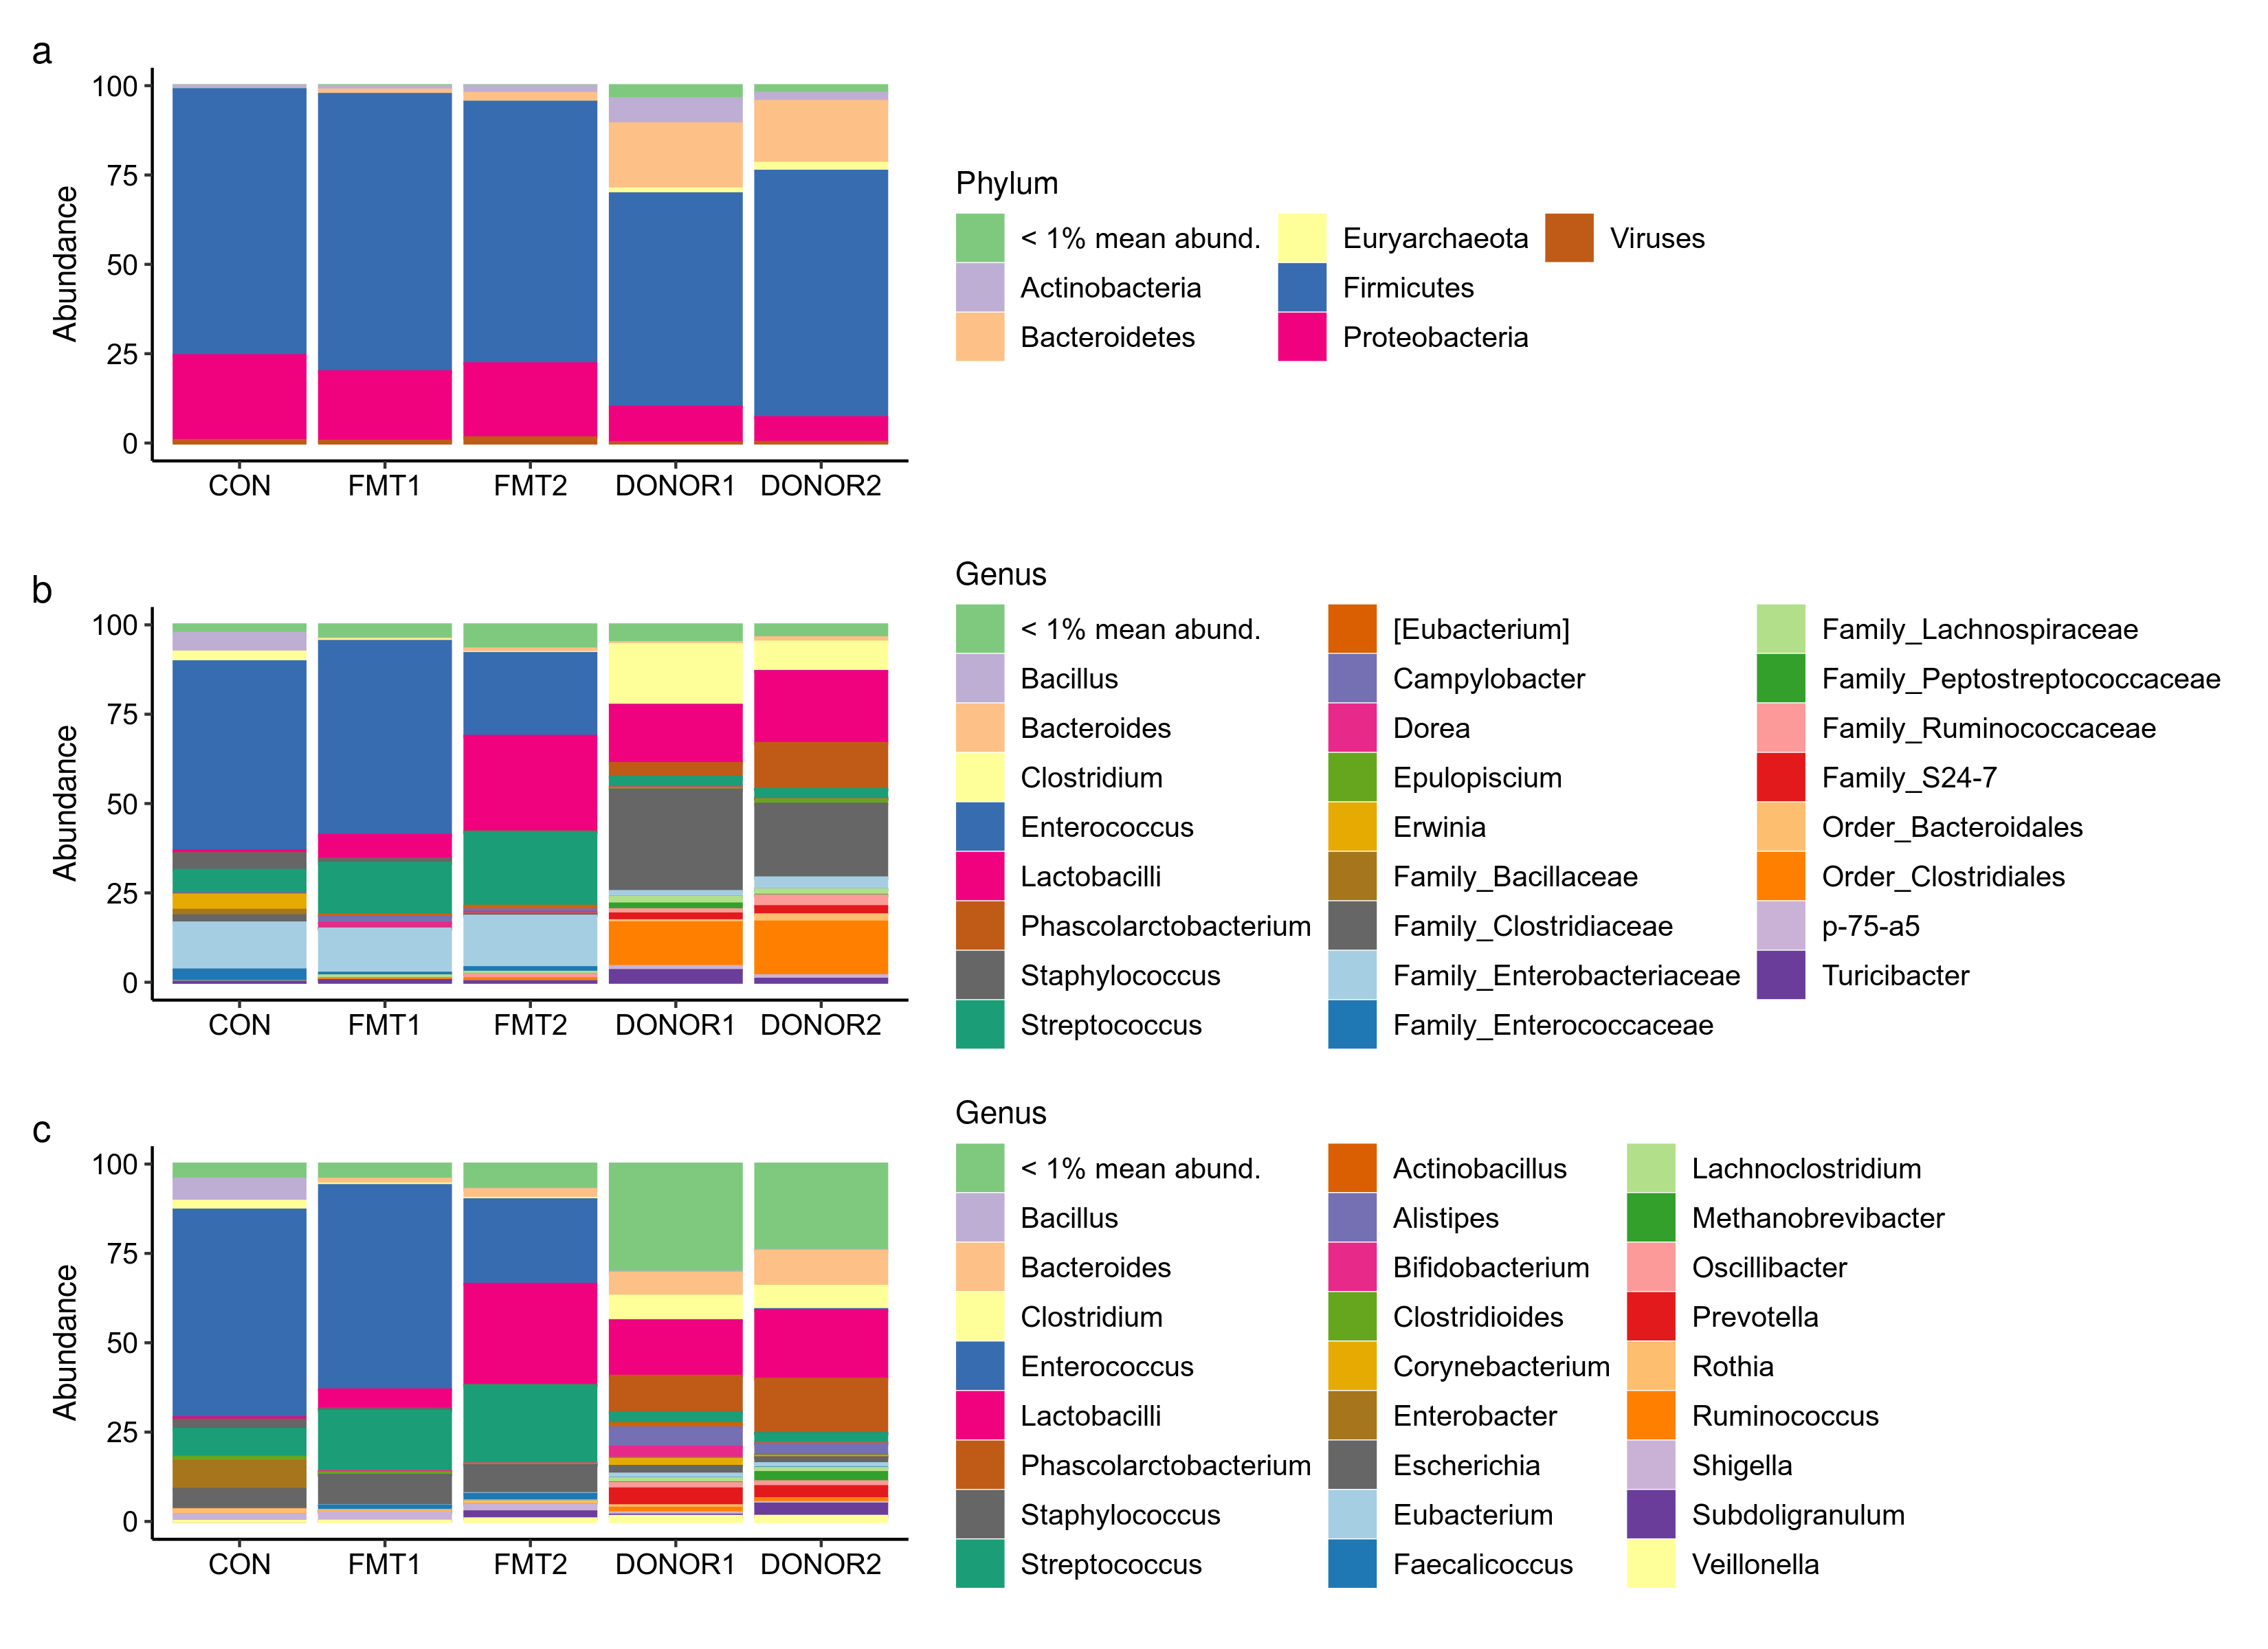 a
100
75
50
25
0
Abundance
CON FMT1 FMT2 DONOR1 DONOR2
Phylum
< 1% mean abund.
Actinobacteria
Bacteroidetes
Euryarchaeota
Firmicutes
Proteobacteria
Viruses
b
100
75
50
25
0
Abundance
CON FMT1 FMT2 DONOR1 DONOR2
Genus
< 1% mean abund.
Bacillus
Bacteroides
Clostridium
Enterococcus
Lactobacilli
Phascolarctobacterium
Staphylococcus
Streptococcus
[Eubacterium]
Campylobacter
Dorea
Epulopiscium
Erwinia
Family_Bacillaceae
Family_Clostridiaceae
Family_Enterobacteriaceae
Family_Enterococcaceae
Family_Lachnospiraceae
Family_Peptostreptococcaceae
Family_Ruminococcaceae
Family_S24-7
Order_Bacteroidales
Order_Clostridiales
p-75-a5
Turicibacter
c
100
75
50
25
0
Abundance
CON FMT1 FMT2 DONOR1 DONOR2
Genus
< 1% mean abund.
Bacillus
Bacteroides
Clostridium
Enterococcus
Lactobacilli
Phascolarctobacterium
Staphylococcus
Streptococcus
Actinobacillus
Alistipes
Bifidobacterium
Clostridioides
Corynebacterium
Enterobacter
Escherichia
Eubacterium
Faecalicoccus
Lachnoclostridium
Methanobrevibacter
Oscillibacter
Prevotella
Rothia
Ruminococcus
Shigella
Subdoligranulum
Veillonella